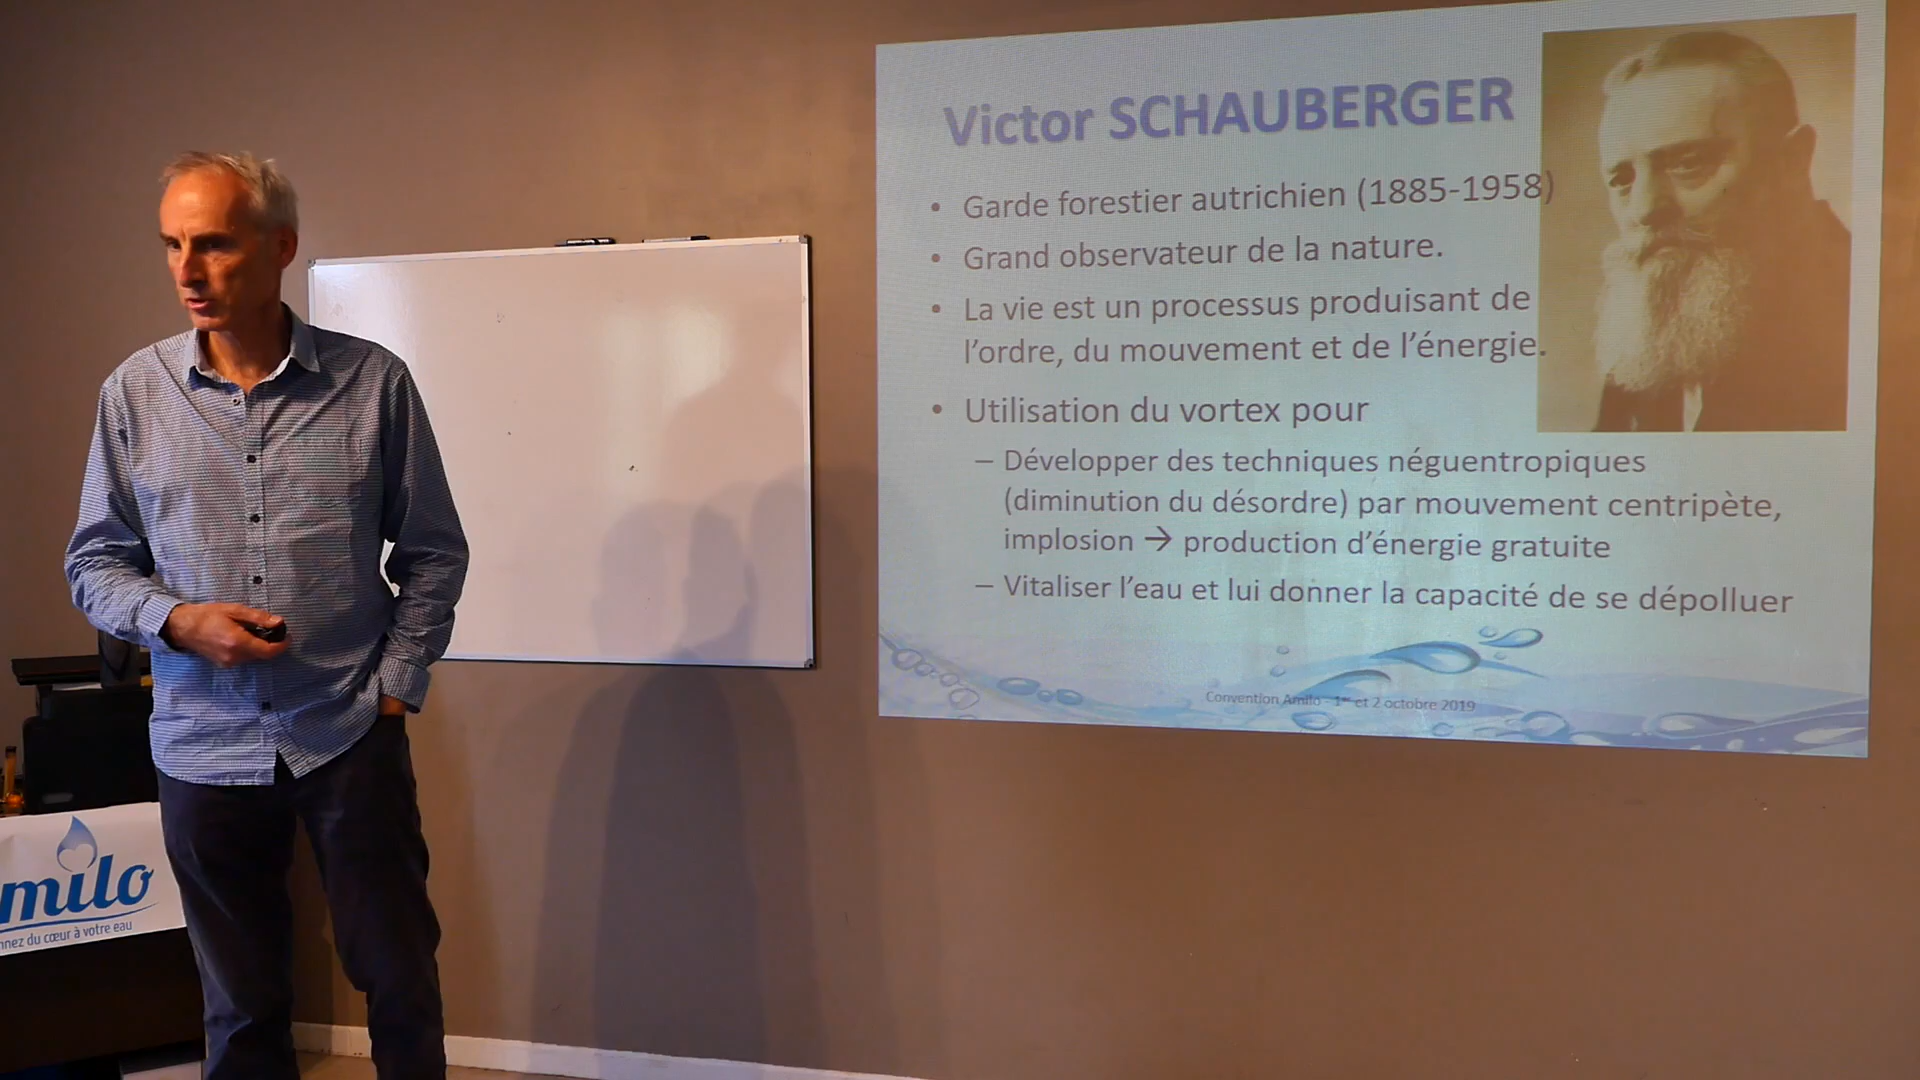 Victor SCHAUBERGER
• Garde forestier autrichien (1885-1958)
• Grand observateur de la nature.
• La vie est un processus produisant de
l'ordre, du mouvement et de l'énergie.
• Utilisation du vortex pour
– Développer des techniques néguentropiques
(diminution du désordre) par mouvement centripète,
implosion → production d'énergie gratuite
– Vitaliser l'eau et lui donner la capacité de se dépolluer
Convention Amilo - 1er et 2 octobre 2019
milo
nnez du cœur à votre eau